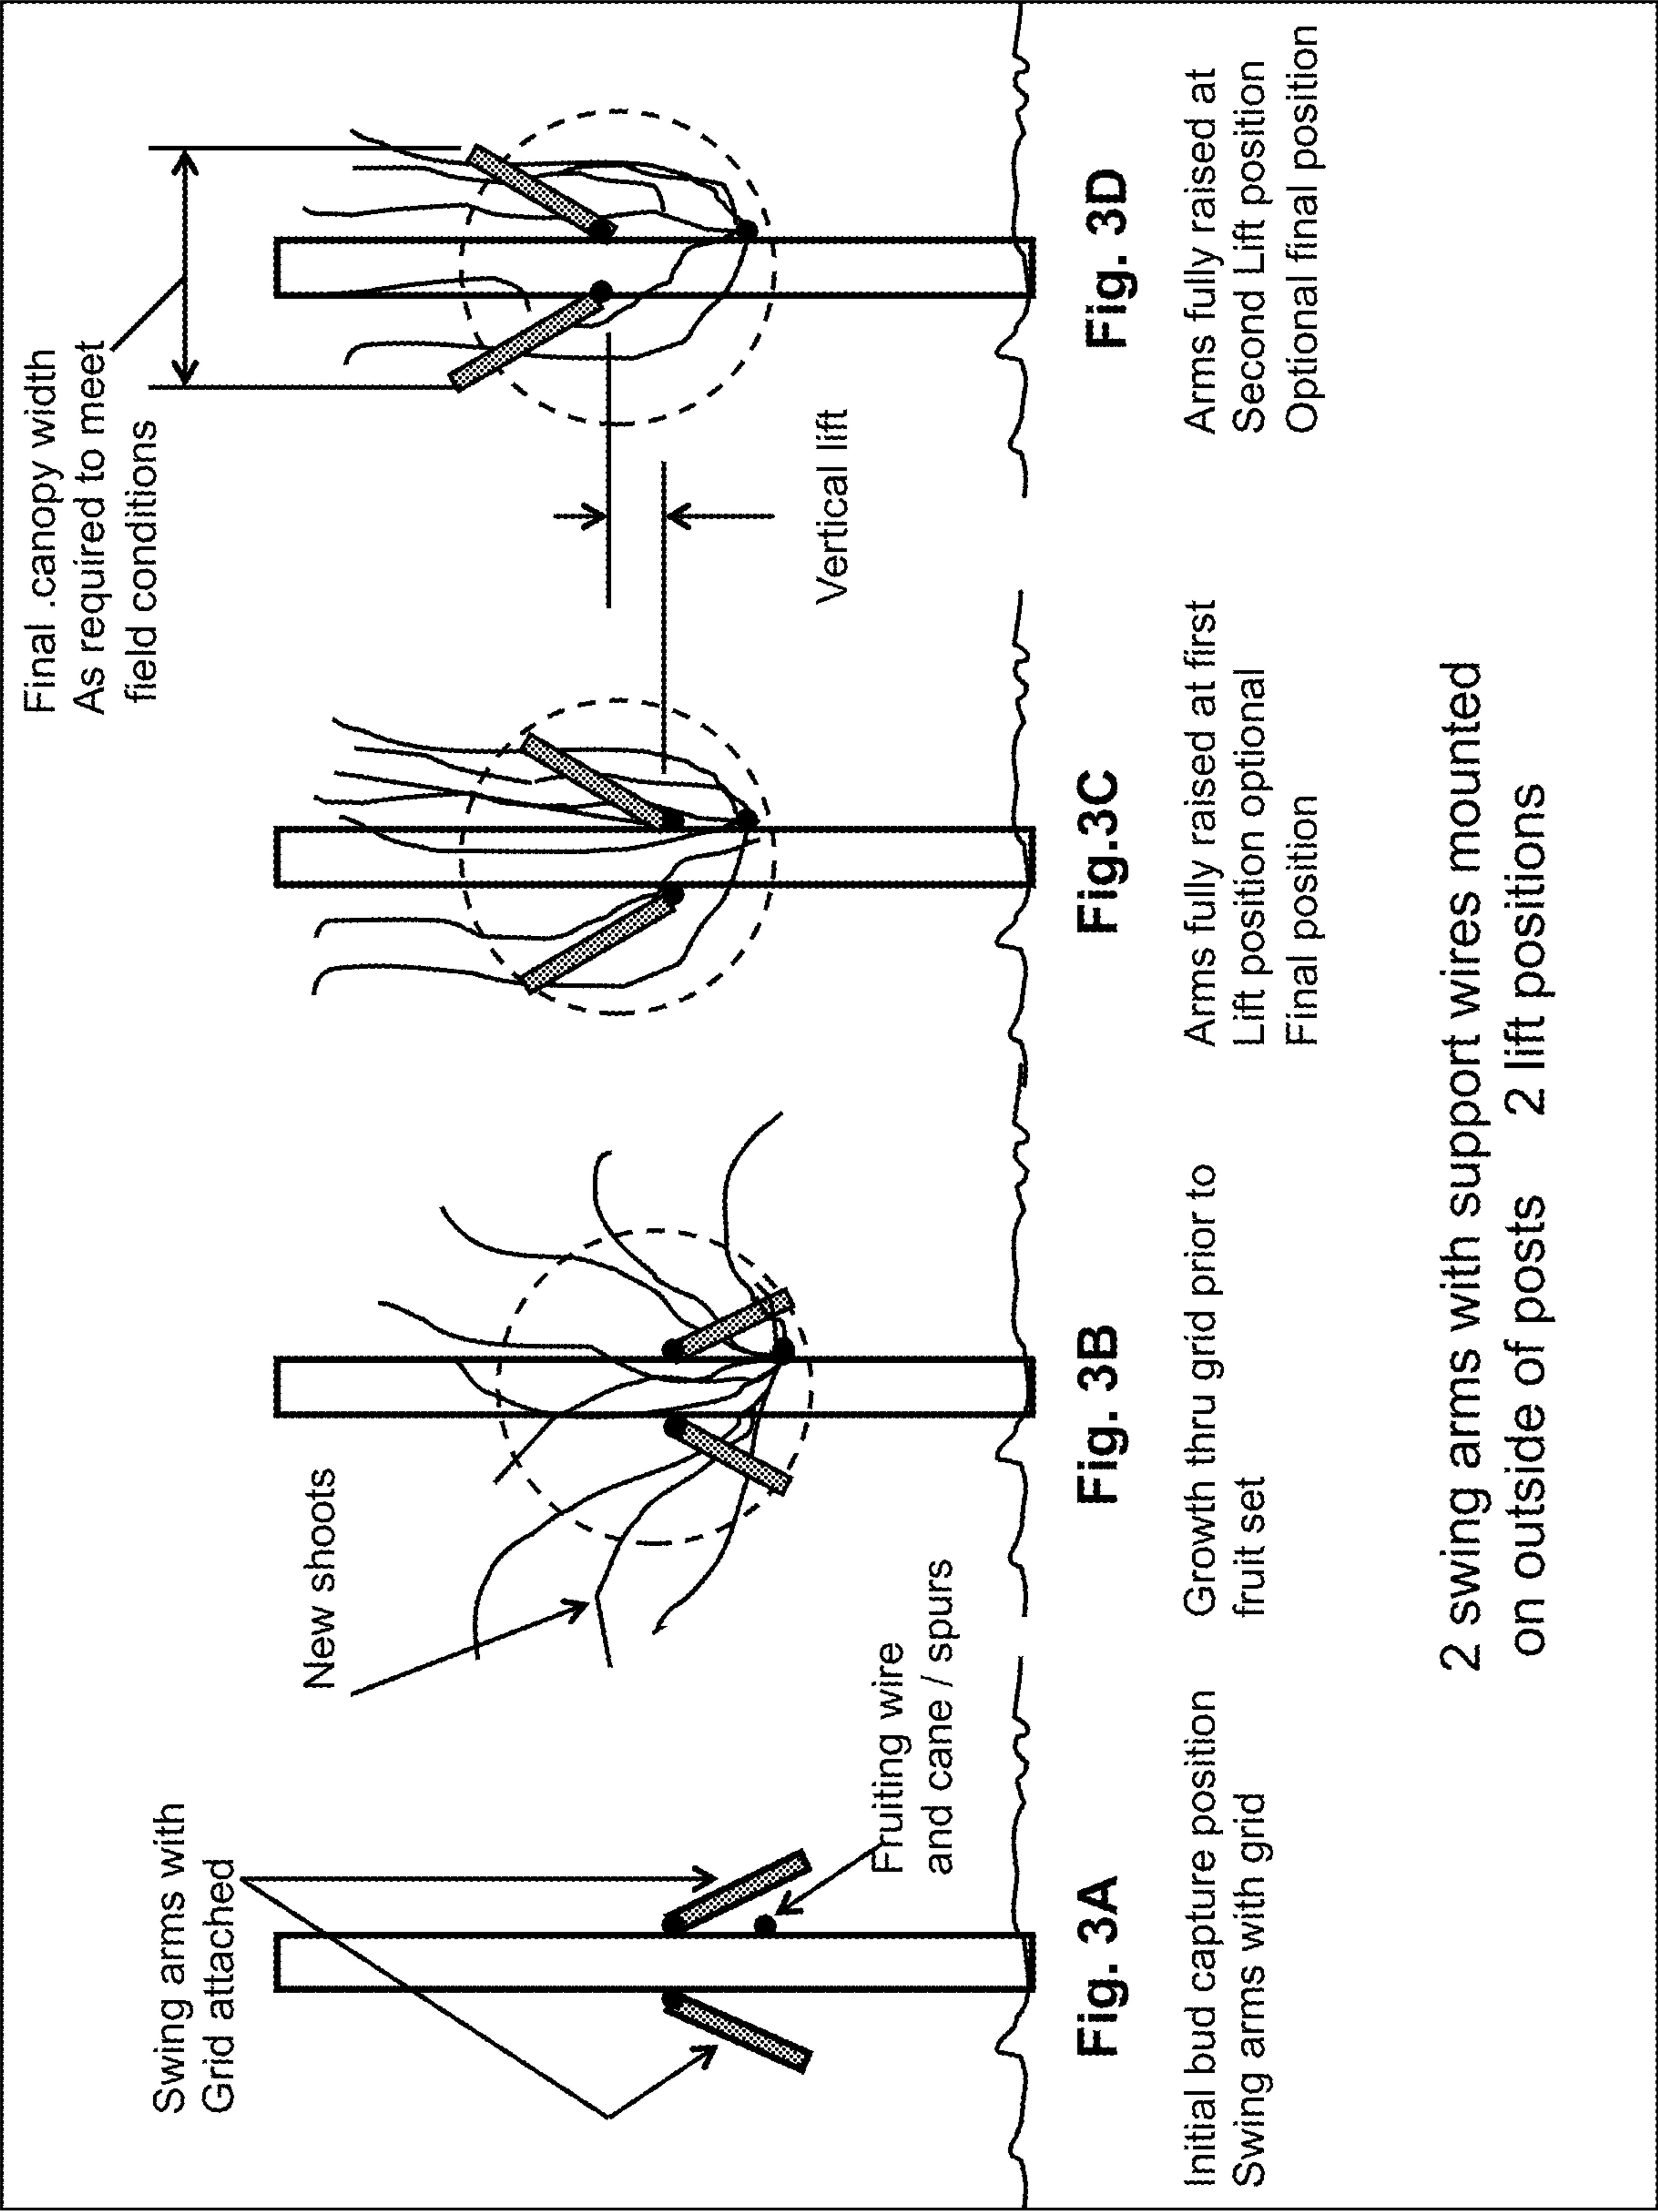 Swing arms with
Grid attached
New shoots
Final .canopy width
As required to meet
field conditions
Fruiting wire
and cane / spurs
Vertical lift
Fig. 3A
Fig. 3B
Fig.3C
Fig. 3D
Initial bud capture position
Swing arms with grid
Growth thru grid prior to
fruit set
Arms fully raised at first
Lift position optional
Final position
Arms fully raised at
Second Lift position
Optional final position
2 swing arms with support wires mounted
on outside of posts 2 lift positions